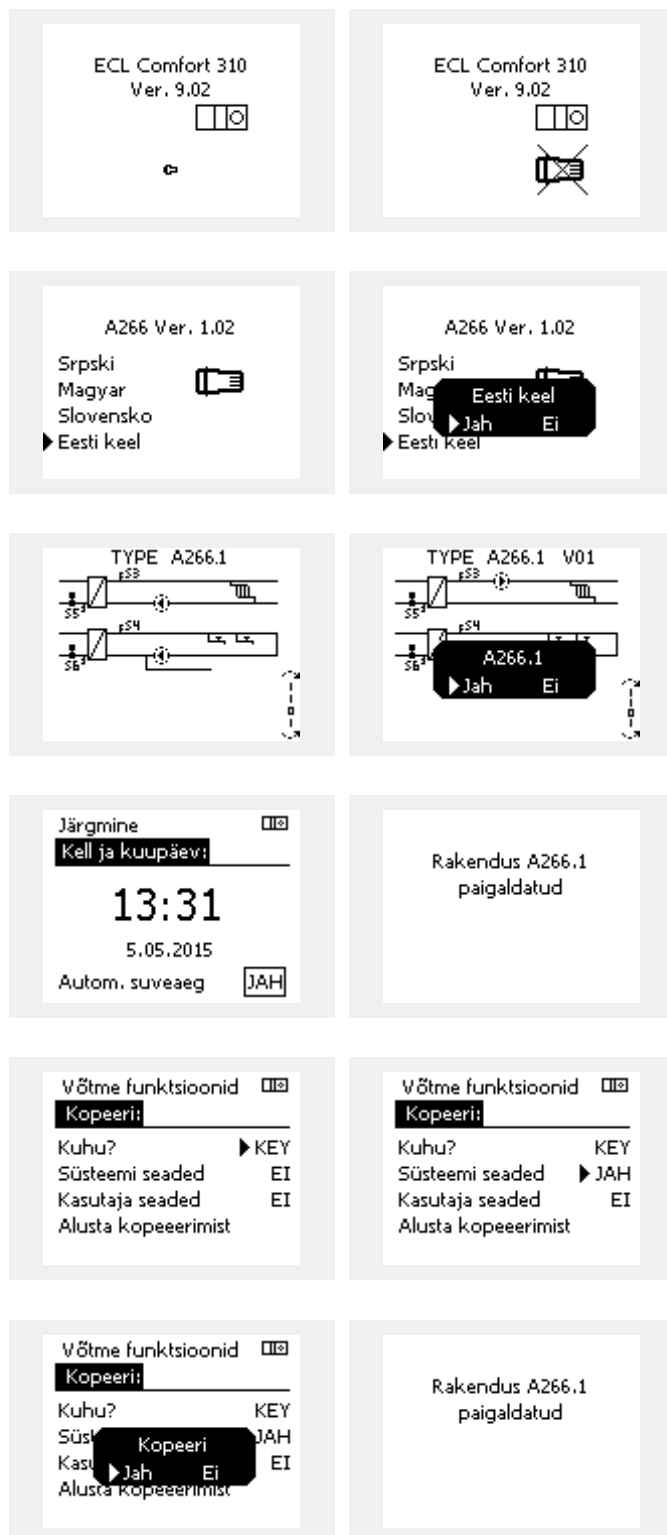 ECL Comfort 310
Ver. 9.02
ECL Comfort 310
Ver. 9.02
A266 Ver. 1.02
Srpski
Magyar
Slovensko
Eesti keel
A266 Ver. 1.02
Srpski
Mag
Slov
Eesti keel
Eesti keel
Jah Ei
TYPE A266.1
S3
S5
S4
S6
TYPE A266.1 V01
S3
S5
S4
S6
A266.1
Jah Ei
Järgmine
Kell ja kuupäev:
13:31
5.05.2015
Autom. suveaeg JAH
Rakendus A266.1
paigaldatud
Võtme funktsioonid
Kopeeri:
Kuhu? KEY
Süsteemi seaded EI
Kasutaja seaded EI
Alusta kopeeerimist
Võtme funktsioonid
Kopeeri:
Kuhu? KEY
Süsteemi seaded JAH
Kasutaja seaded EI
Alusta kopeeerimist
Võtme funktsioonid
Kopeeri:
Kuhu? KEY
Süst JAH
Kasu EI
Alusta kopeeerimist
Kopeeri
Jah Ei
Rakendus A266.1
paigaldatud